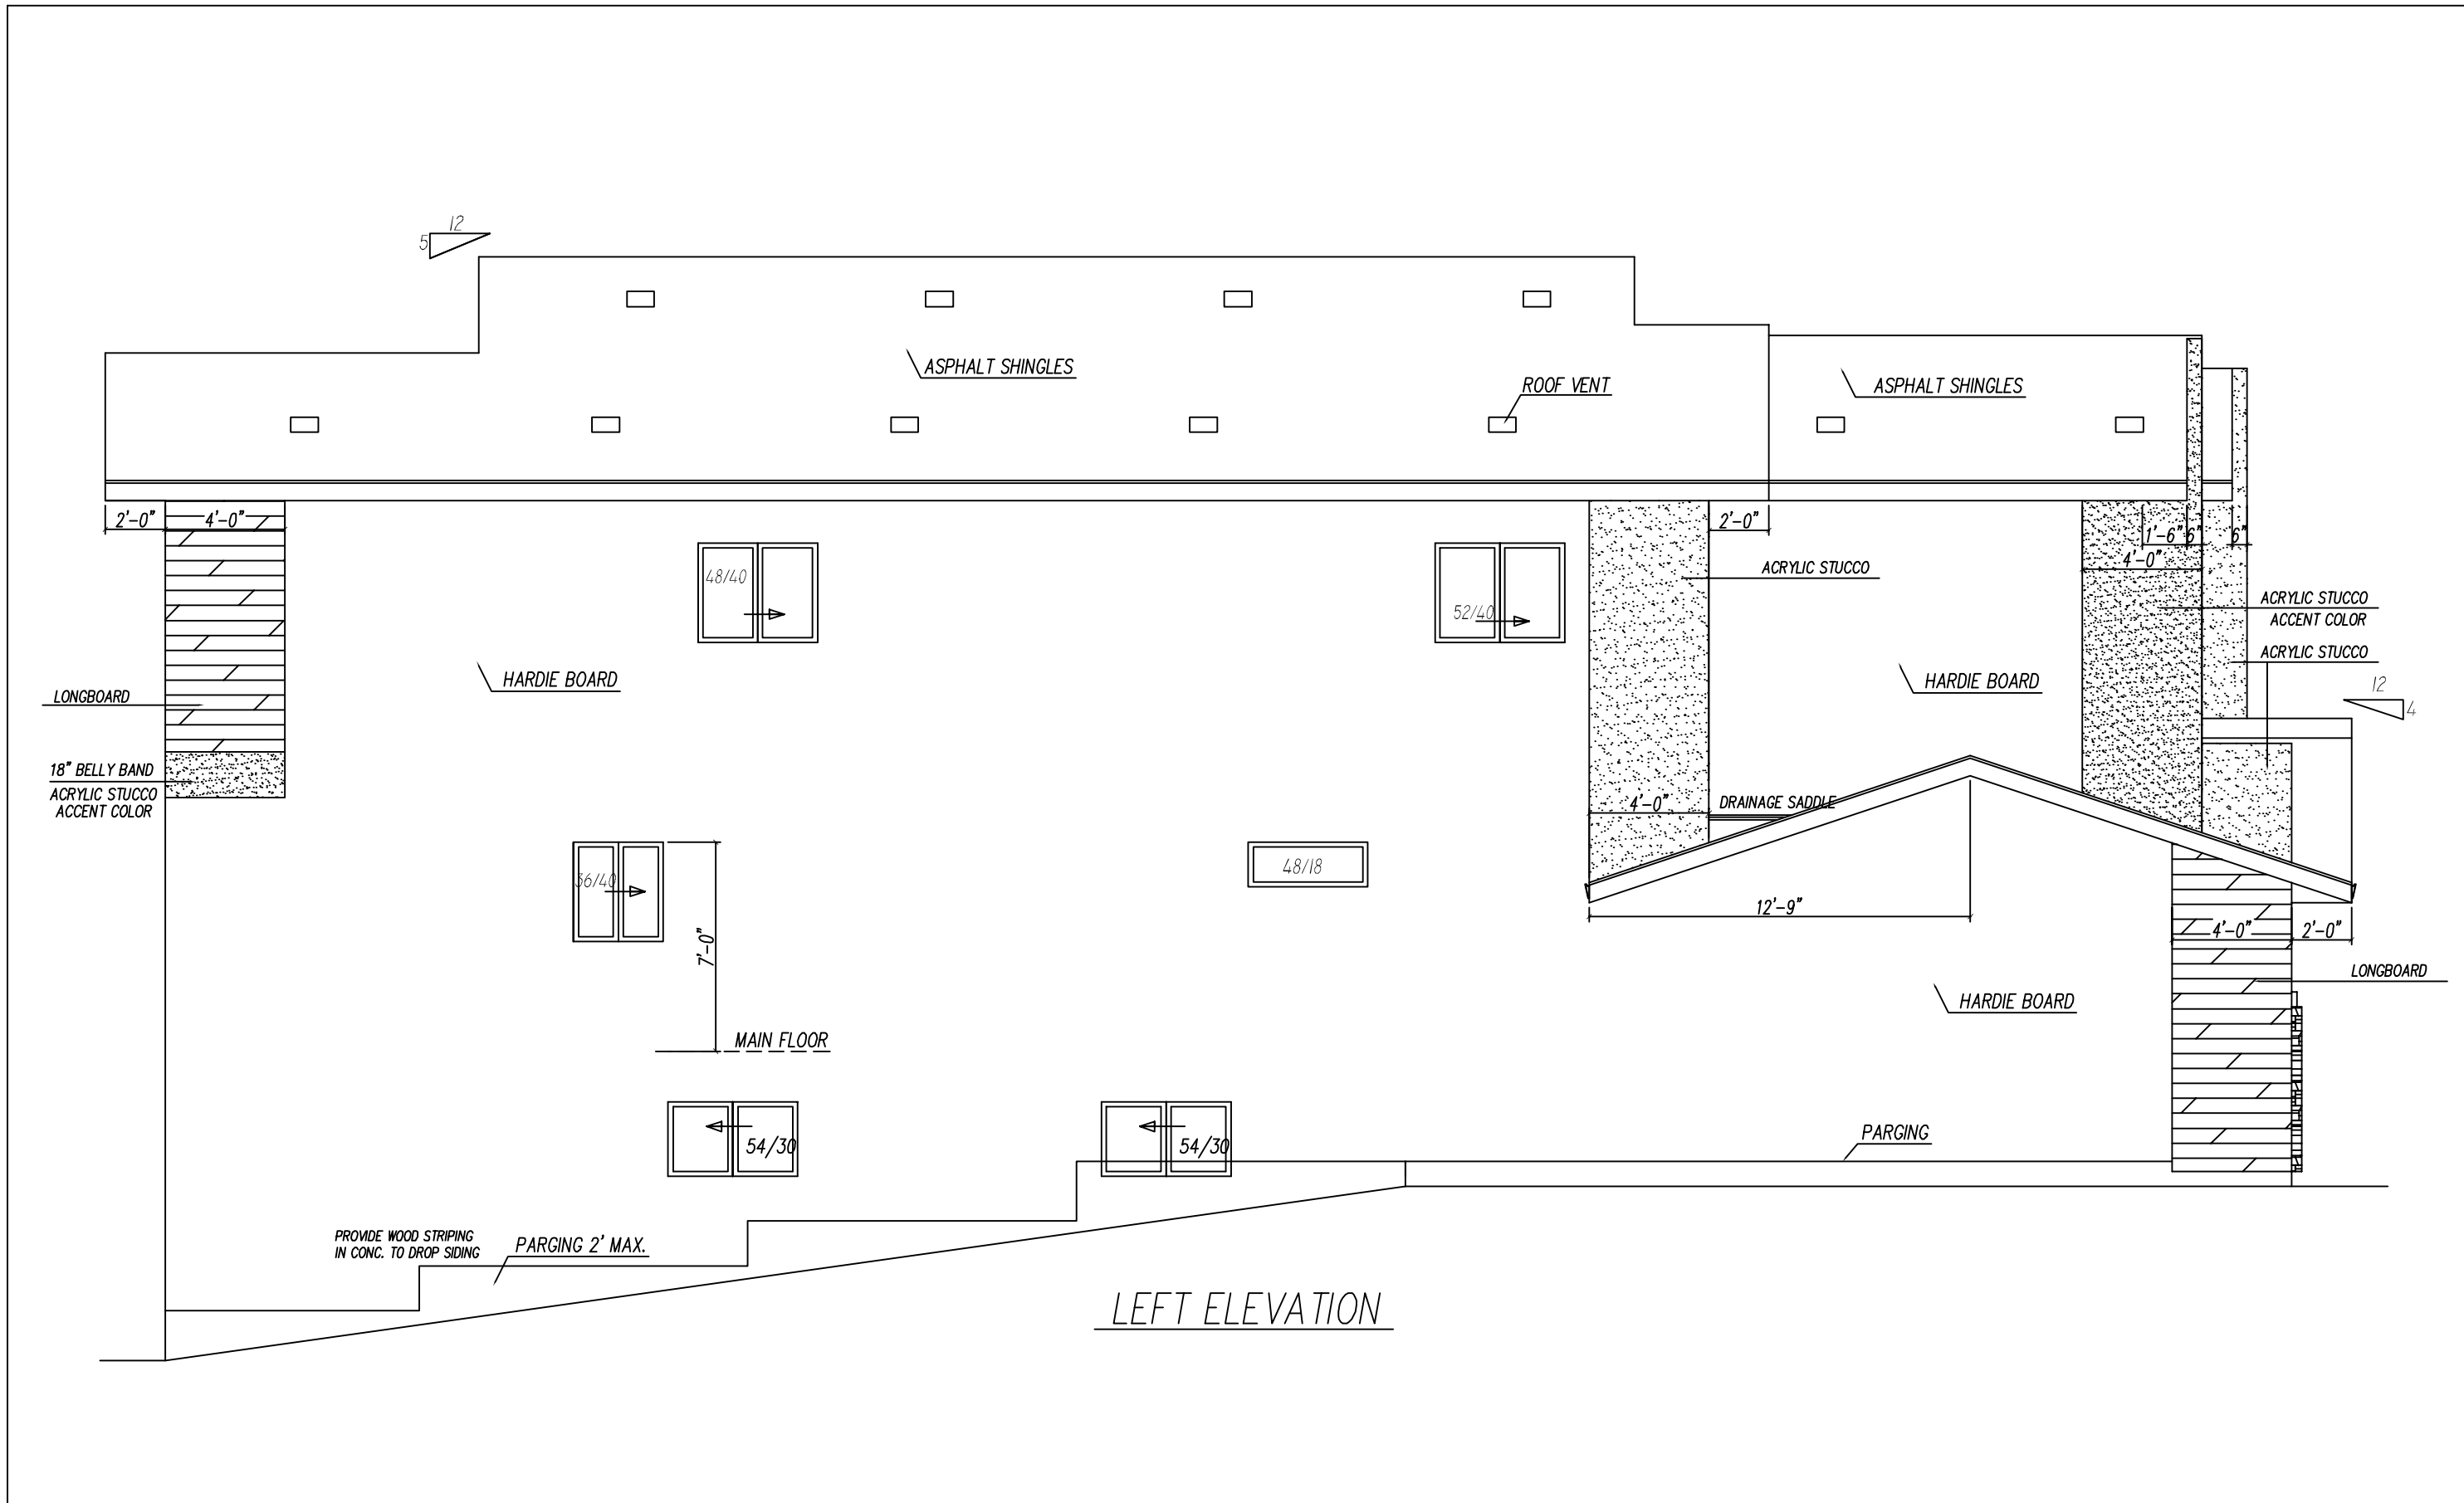 12
5
ASPHALT SHINGLES
ROOF VENT
ASPHALT SHINGLES
2'-0"
4'-0"
2'-0"
1'-6"
6"
6"
4'-0"
48/40
52/40
ACRYLIC STUCCO
ACRYLIC STUCCO
ACCENT COLOR
ACRYLIC STUCCO
HARDIE BOARD
HARDIE BOARD
LONGBOARD
12
4
18" BELLY BAND
ACRYLIC STUCCO
ACCENT COLOR
4'-0"
DRAINAGE SADDLE
36/40
48/18
7'-0"
12'-9"
4'-0"
2'-0"
LONGBOARD
HARDIE BOARD
MAIN FLOOR
54/30
54/30
PARGING
PROVIDE WOOD STRIPING
IN CONC. TO DROP SIDING
PARGING 2' MAX.
LEFT ELEVATION